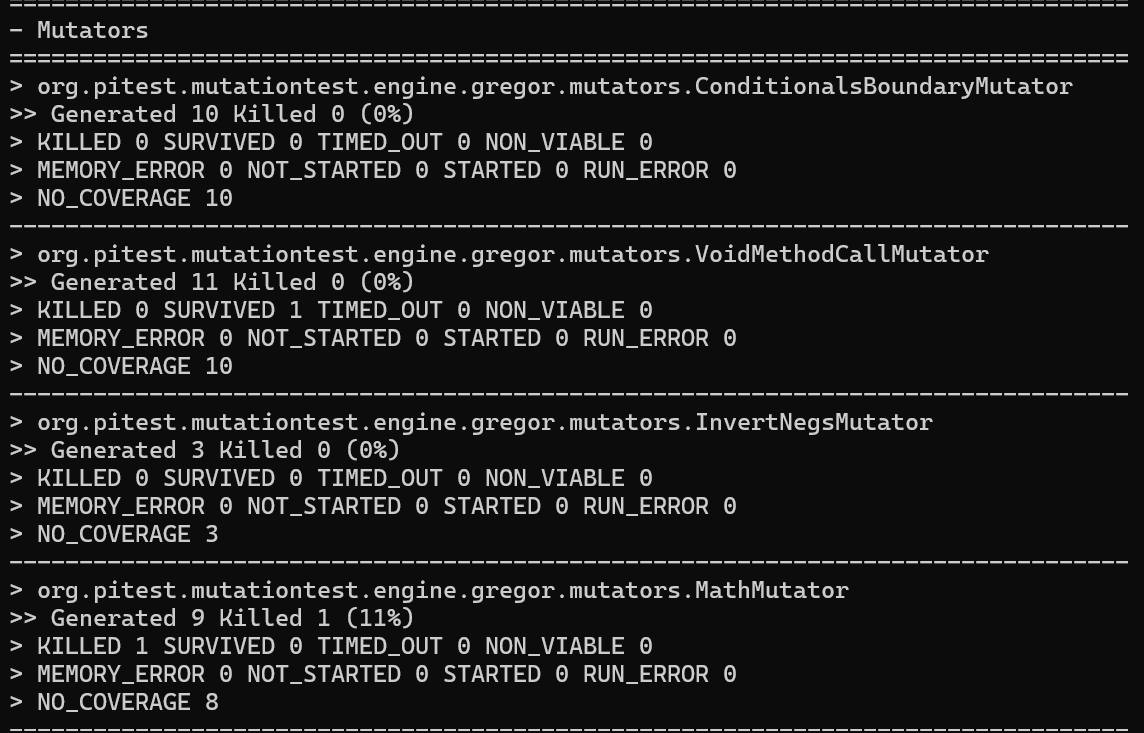 ================================================================================
- Mutators
================================================================================
> org.pitest.mutationtest.engine.gregor.mutators.ConditionalsBoundaryMutator
>> Generated 10 Killed 0 (0%)
> KILLED 0 SURVIVED 0 TIMED_OUT 0 NON_VIABLE 0
> MEMORY_ERROR 0 NOT_STARTED 0 STARTED 0 RUN_ERROR 0
> NO_COVERAGE 10
--------------------------------------------------------------------------------
> org.pitest.mutationtest.engine.gregor.mutators.VoidMethodCallMutator
>> Generated 11 Killed 0 (0%)
> KILLED 0 SURVIVED 1 TIMED_OUT 0 NON_VIABLE 0
> MEMORY_ERROR 0 NOT_STARTED 0 STARTED 0 RUN_ERROR 0
> NO_COVERAGE 10
--------------------------------------------------------------------------------
> org.pitest.mutationtest.engine.gregor.mutators.InvertNegsMutator
>> Generated 3 Killed 0 (0%)
> KILLED 0 SURVIVED 0 TIMED_OUT 0 NON_VIABLE 0
> MEMORY_ERROR 0 NOT_STARTED 0 STARTED 0 RUN_ERROR 0
> NO_COVERAGE 3
--------------------------------------------------------------------------------
> org.pitest.mutationtest.engine.gregor.mutators.MathMutator
>> Generated 9 Killed 1 (11%)
> KILLED 1 SURVIVED 0 TIMED_OUT 0 NON_VIABLE 0
> MEMORY_ERROR 0 NOT_STARTED 0 STARTED 0 RUN_ERROR 0
> NO_COVERAGE 8
--------------------------------------------------------------------------------